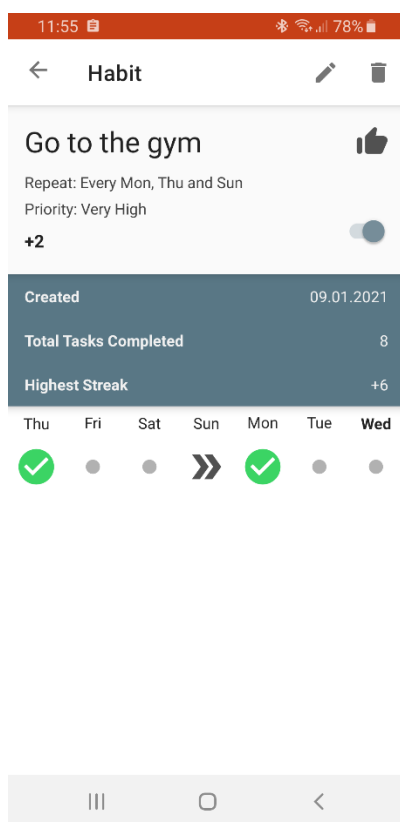 11:55 78%
Habit
Go to the gym
Repeat: Every Mon, Thu and Sun
Priority: Very High
+2
Created 09.01.2021
Total Tasks Completed 8
Highest Streak +6
Thu Fri Sat Sun Mon Tue Wed